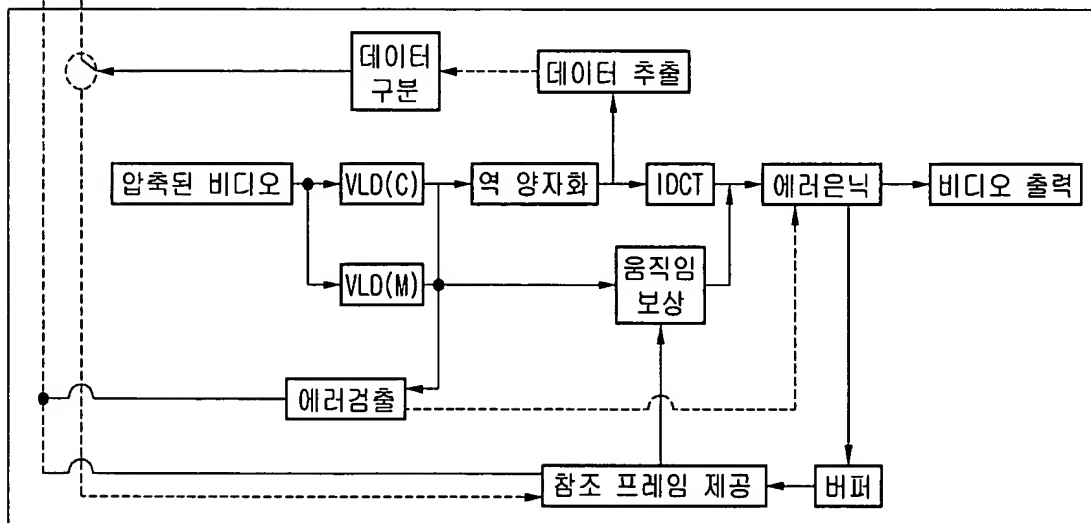 데이터
구분
데이터 추출
압축된 비디오
VLD(C)
역 양자화
IDCT
에러은닉
비디오 출력
VLD(M)
움직임
보상
에러검출
참조 프레임 제공
버퍼